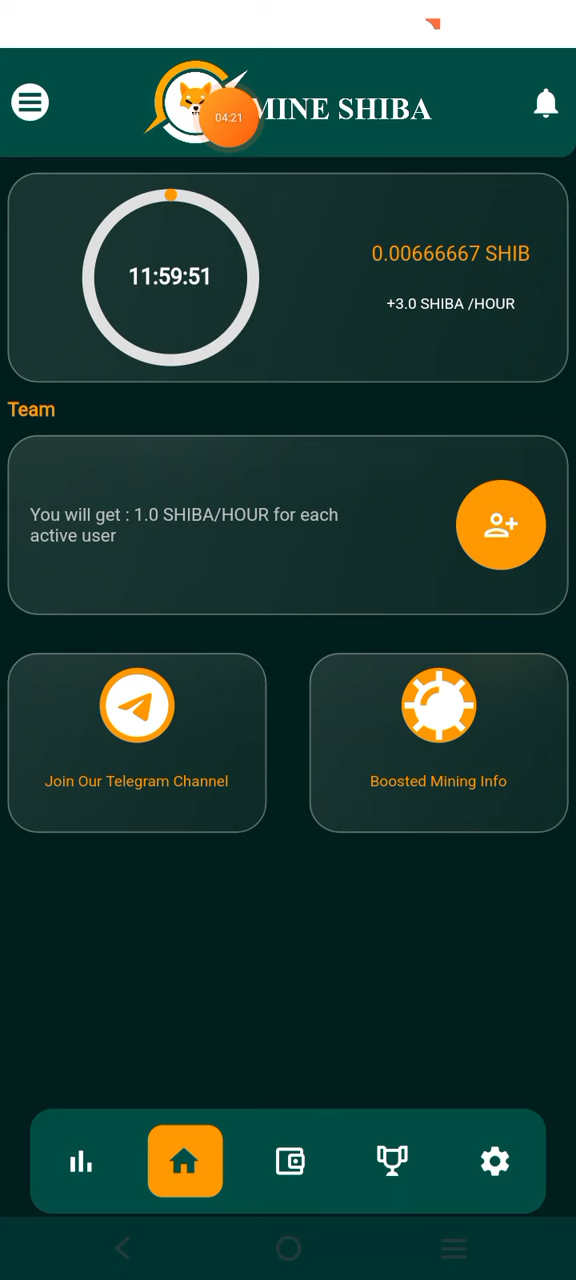 MINE SHIBA
04:21
11:59:51
0.00666667 SHIB
+3.0 SHIBA /HOUR
Team
You will get : 1.0 SHIBA/HOUR for each
active user
Join Our Telegram Channel
Boosted Mining Info